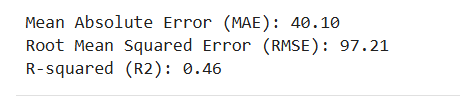 Mean Absolute Error (MAE): 40.10
Root Mean Squared Error (RMSE): 97.21
R-squared (R2): 0.46